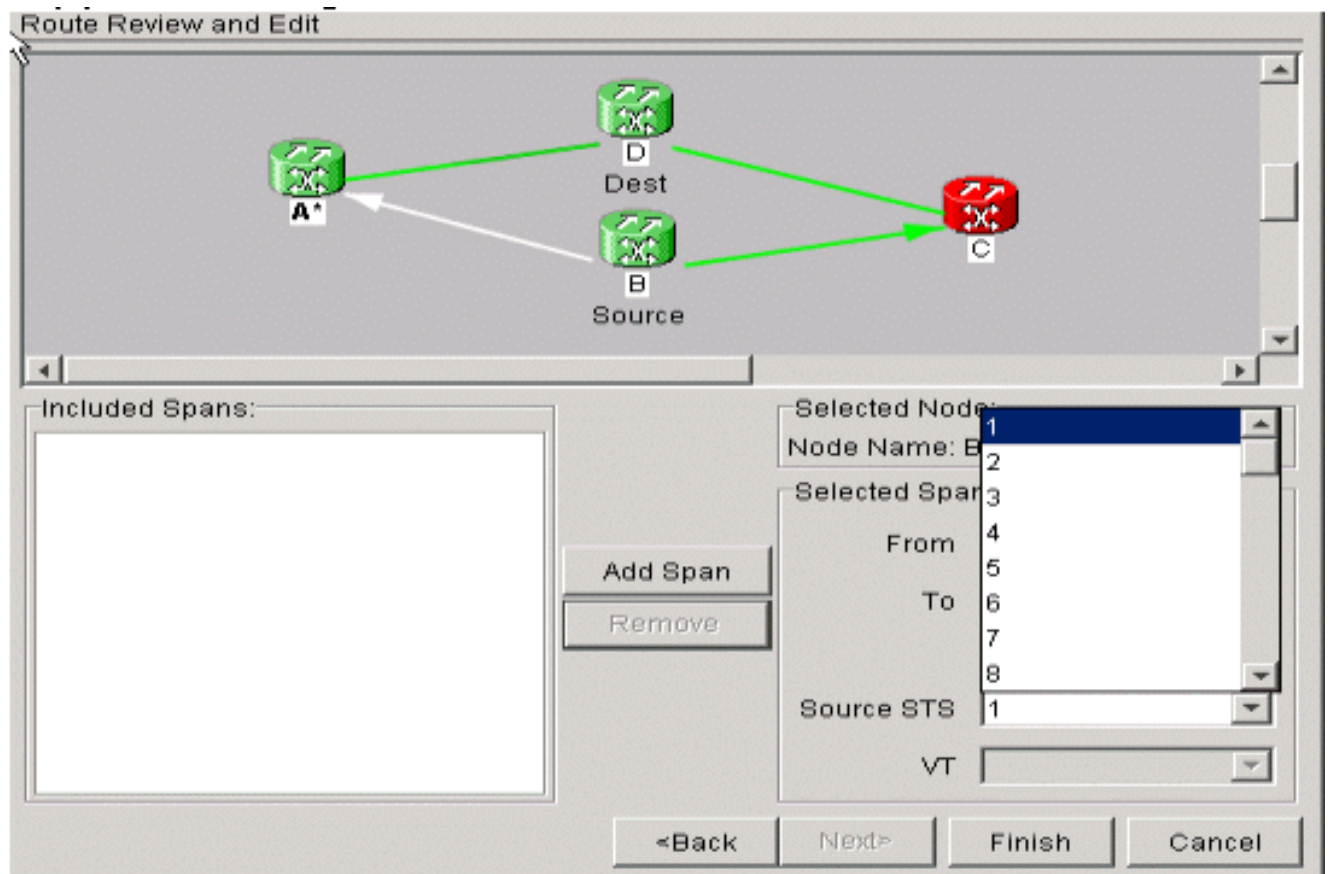 Route Review and Edit
D
Dest
A*
C
B
Source
Included Spans:
Selected Node:
Node Name: B
Selected Span
1
2
3
4
5
6
7
8
From
To
Add Span
Remove
Source STS 1
VT
<Back
Next>
Finish
Cancel